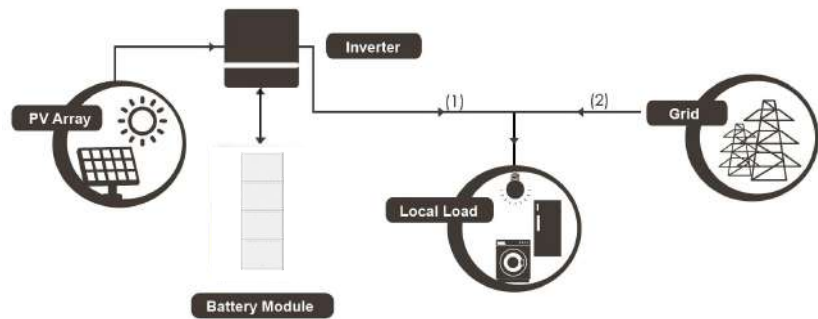 Inverter
PV Array
(1)
(2)
Grid
Local Load
Battery Module